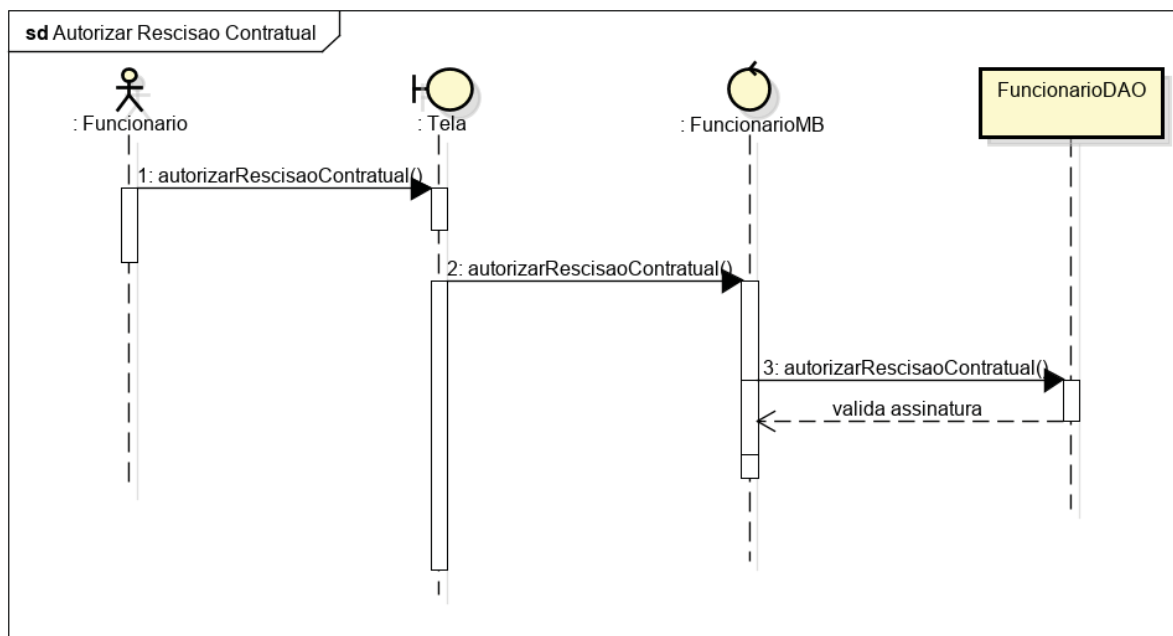 sd Autorizar Rescisao Contratual
: Funcionario
: Tela
: FuncionarioMB
FuncionarioDAO
1: autorizarRescisaoContratual()
2: autorizarRescisaoContratual()
3: autorizarRescisaoContratual()
valida assinatura